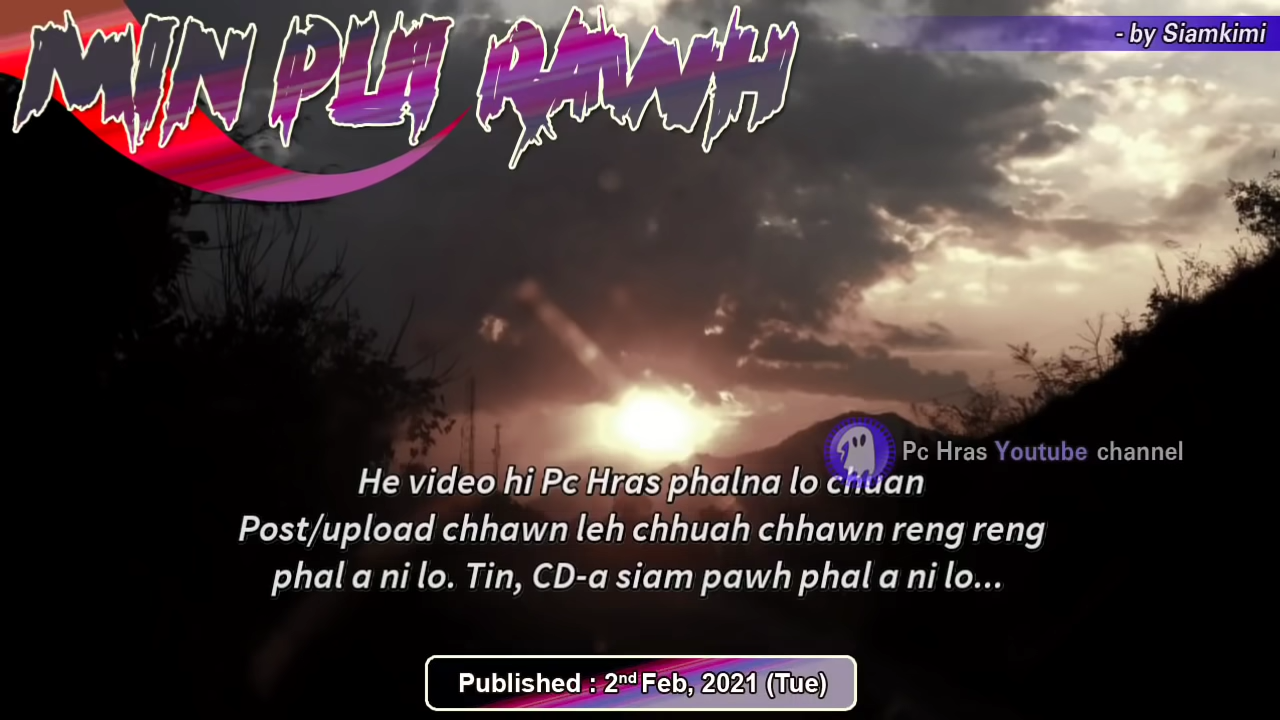 MIN PUI RAWH
- by Siamkimi
Pc Hras Youtube channel
He video hi Pc Hras phalna lo chuan
Post/upload chhawn leh chhuah chhawn reng reng
phal a ni lo. Tin, CD-a siam pawh phal a ni lo...
Published : 2nd Feb, 2021 (Tue)